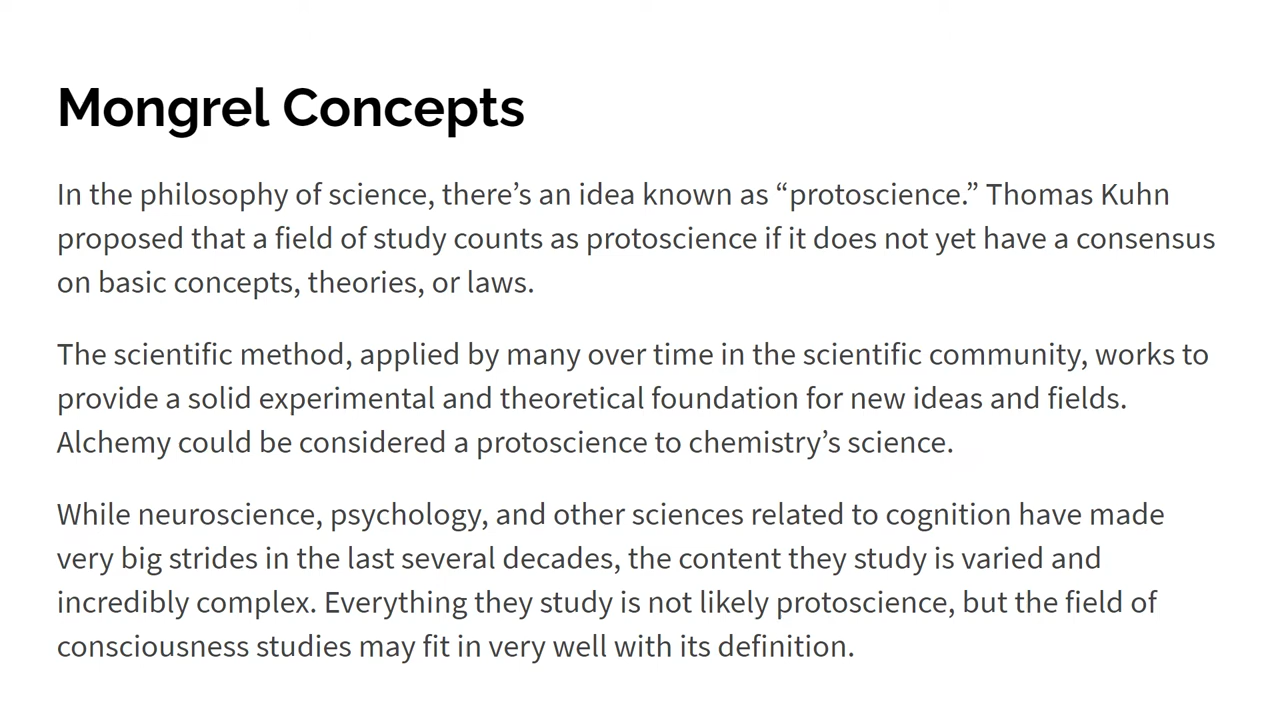 Mongrel Concepts
In the philosophy of science, there’s an idea known as “protoscience.” Thomas Kuhn
proposed that a field of study counts as protoscience if it does not yet have a consensus
on basic concepts, theories, or laws.
The scientific method, applied by many over time in the scientific community, works to
provide a solid experimental and theoretical foundation for new ideas and fields.
Alchemy could be considered a protoscience to chemistry’s science.
While neuroscience, psychology, and other sciences related to cognition have made
very big strides in the last several decades, the content they study is varied and
incredibly complex. Everything they study is not likely protoscience, but the field of
consciousness studies may fit in very well with its definition.